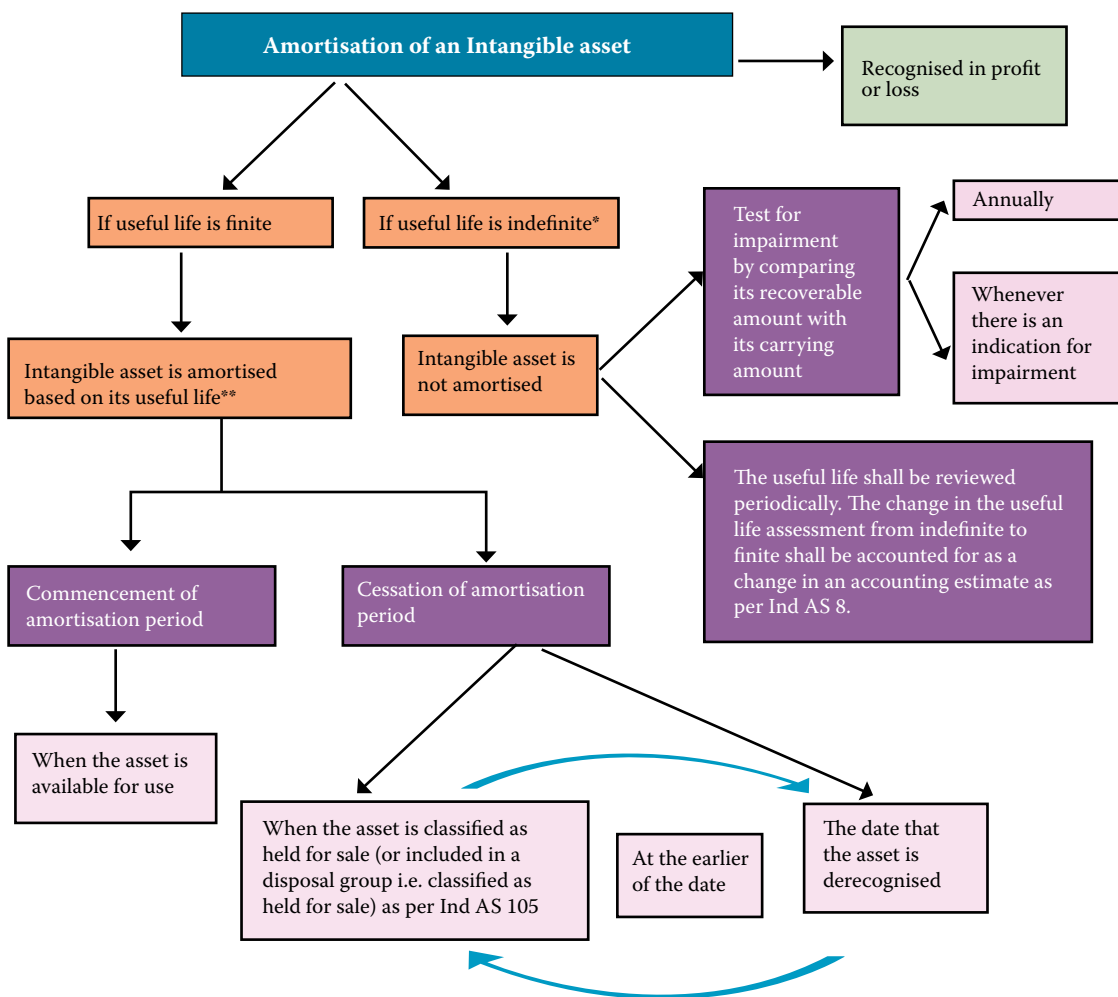 Amortisation of an Intangible asset
Recognised in profit
or loss
If useful life is finite
If useful life is indefinite*
Test for
impairment
by comparing
its recoverable
amount with
its carrying
amount
Annually
Whenever
there is an
indication for
impairment
Intangible asset is amortised
based on its useful life**
Intangible asset is
not amortised
The useful life shall be reviewed
periodically. The change in the useful
life assessment from indefinite to
finite shall be accounted for as a
change in an accounting estimate as
per Ind AS 8.
Commencement of
amortisation period
Cessation of amortisation
period
When the asset is
available for use
When the asset is classified as
held for sale (or included in a
disposal group i.e. classified as
held for sale) as per Ind AS 105
At the earlier
of the date
The date that
the asset is
derecognised